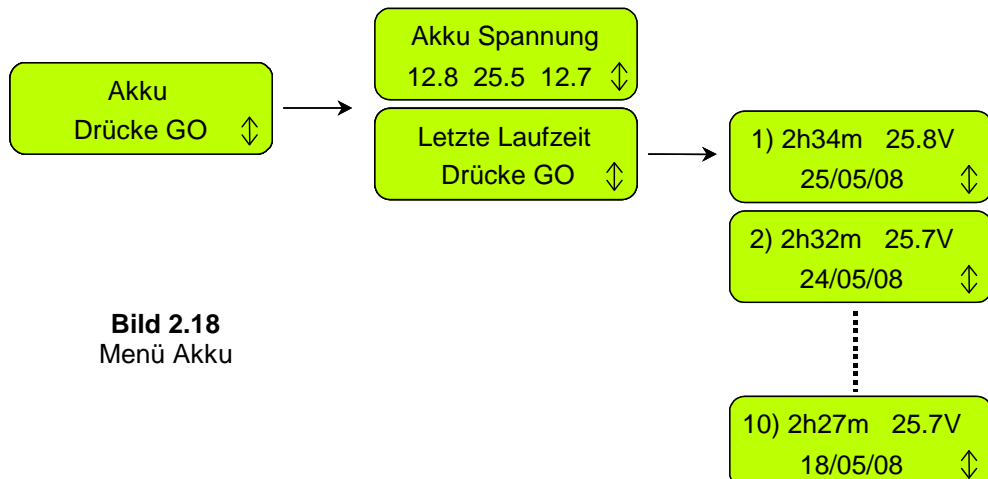 Akku
Drücke GO
Akku Spannung
12.8 25.5 12.7
Letzte Laufzeit
Drücke GO
1) 2h34m 25.8V
25/05/08
2) 2h32m 25.7V
24/05/08
10) 2h27m 25.7V
18/05/08
Bild 2.18
Menü Akku